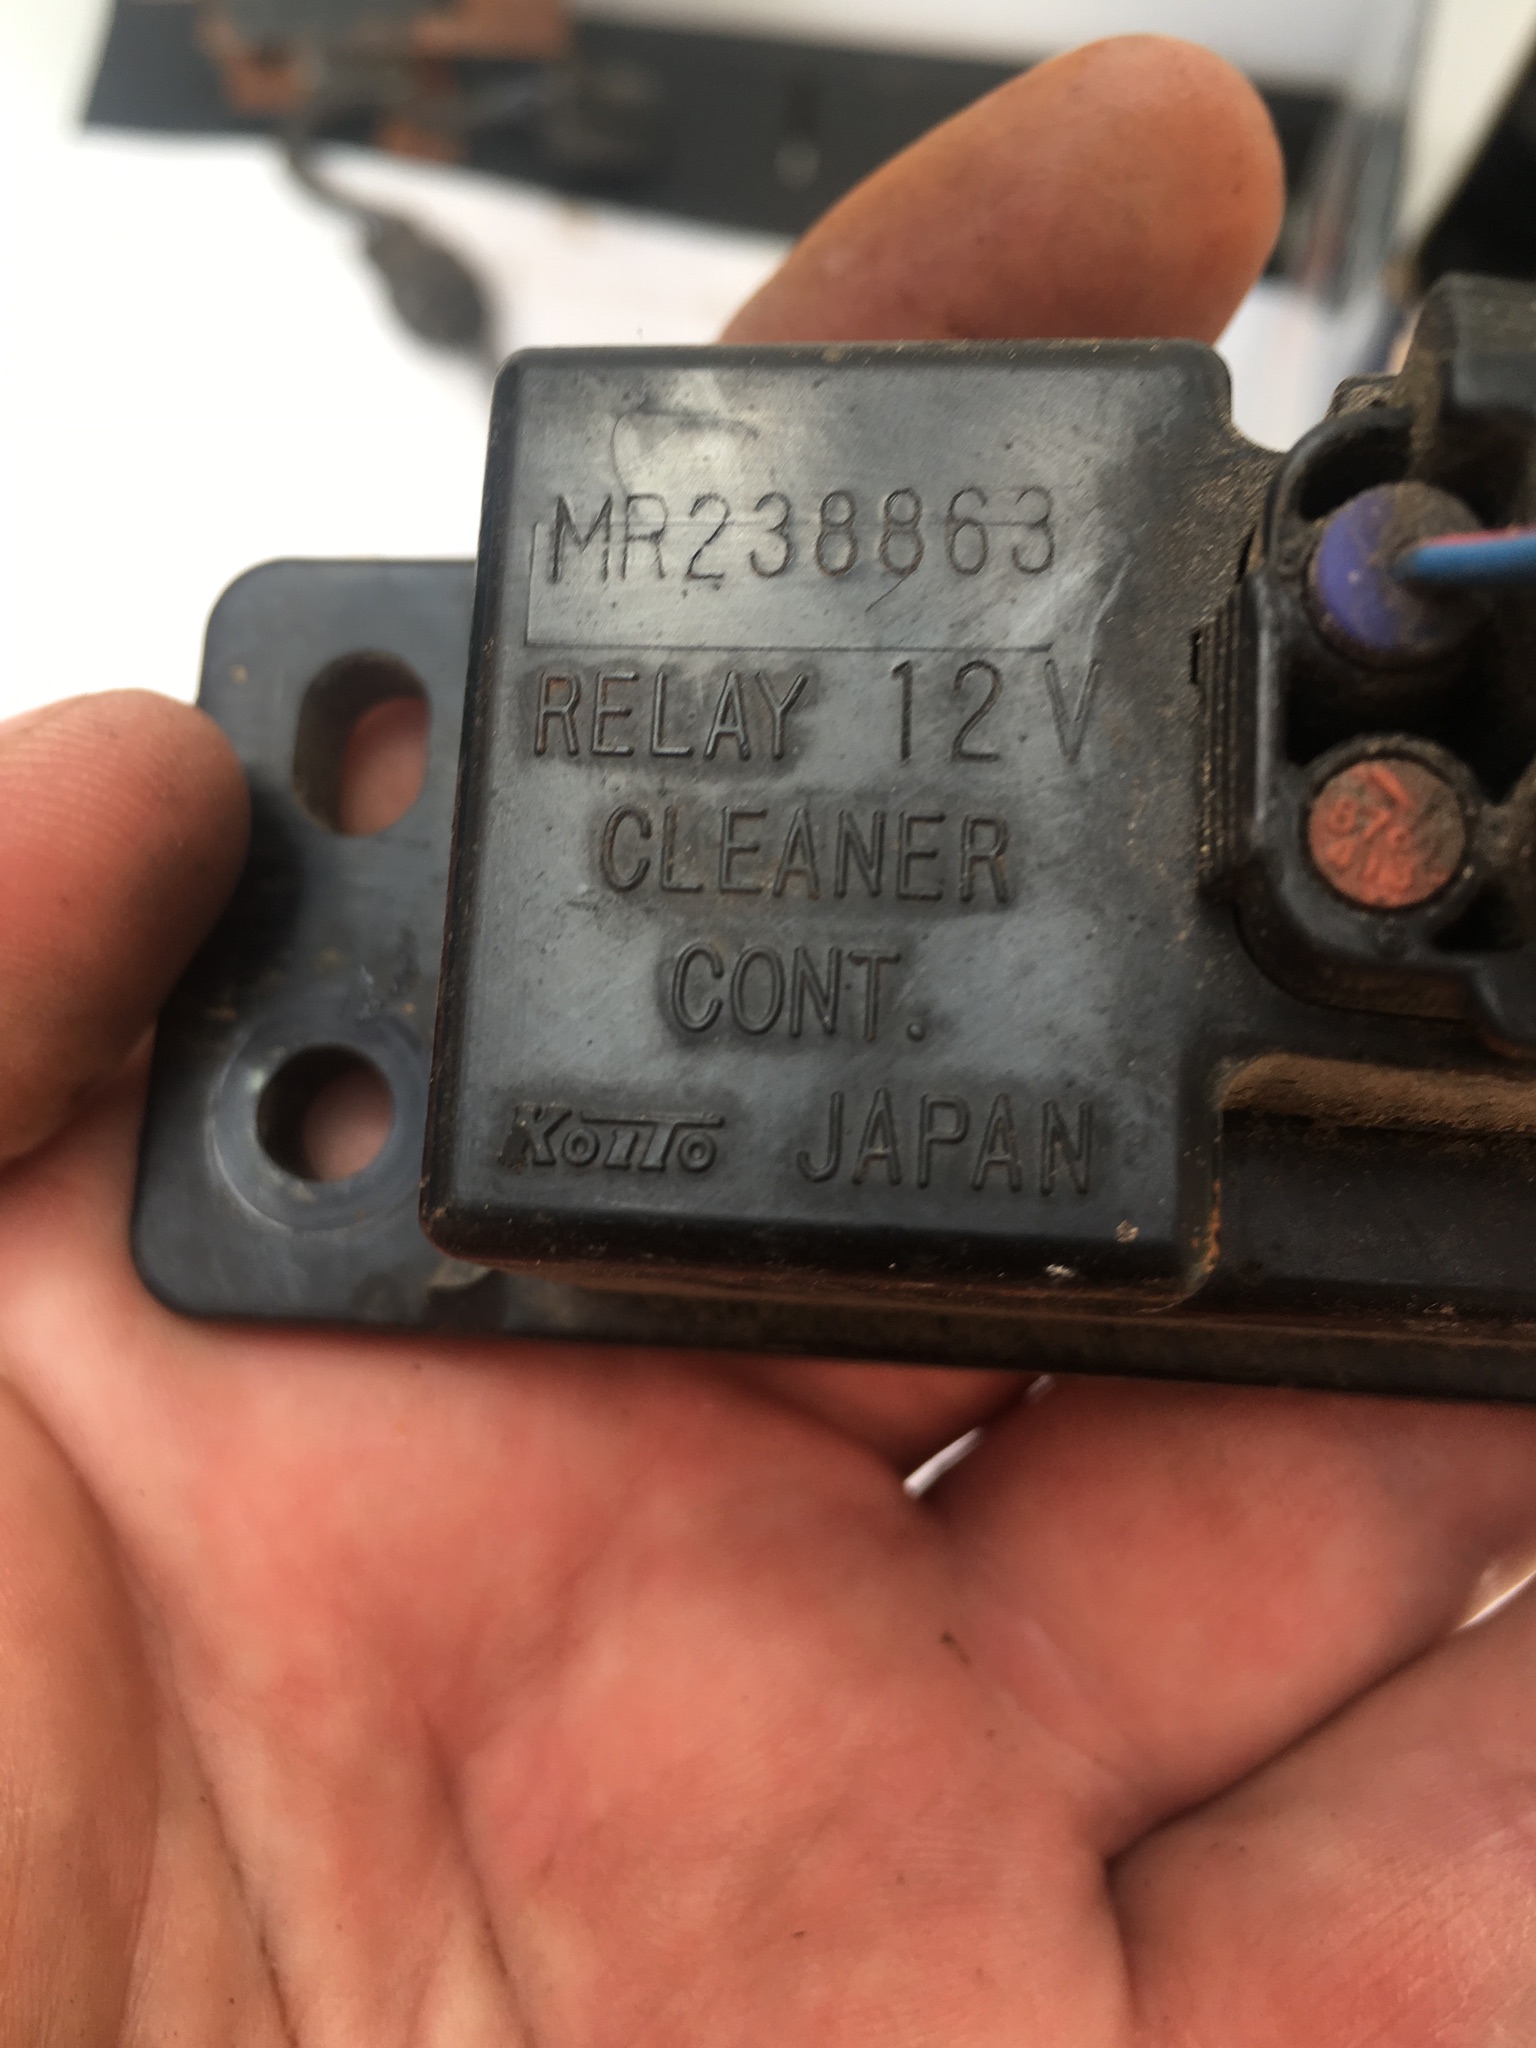 MR238863
RELAY 12V
CLEANER
CONT.
KOITO JAPAN